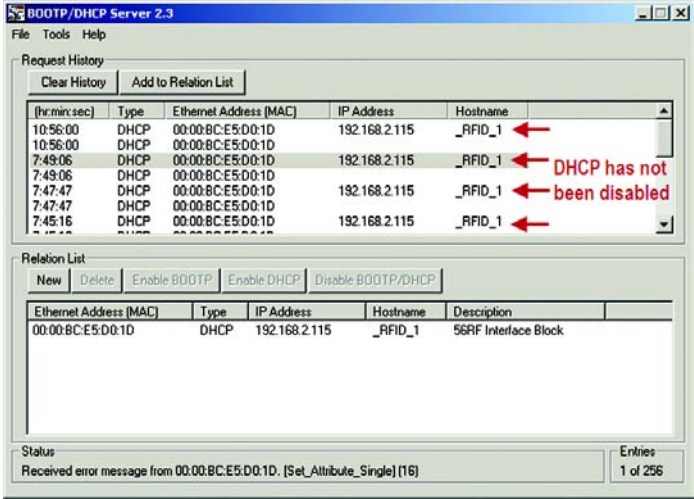 BOOTP/DHCP Server 2.3
File Tools Help
Request History
Clear History Add to Relation List
(hr:min:sec) Type Ethernet Address (MAC) IP Address Hostname
10:56:00 DHCP 00:00:BC:E5:D0:1D 192.168.2.115 _RFID_1
10:56:00 DHCP 00:00:BC:E5:D0:1D
7:49:06 DHCP 00:00:BC:E5:D0:1D 192.168.2.115 _RFID_1
7:49:06 DHCP 00:00:BC:E5:D0:1D
7:47:47 DHCP 00:00:BC:E5:D0:1D 192.168.2.115 _RFID_1
7:47:47 DHCP 00:00:BC:E5:D0:1D
7:45:16 DHCP 00:00:BC:E5:D0:1D 192.168.2.115 _RFID_1
DHCP has not
been disabled
Relation List
New Delete Enable BOOTP Enable DHCP Disable BOOTP/DHCP
Ethernet Address (MAC) Type IP Address Hostname Description
00:00:BC:E5:D0:1D DHCP 192.168.2.115 _RFID_1 56RF Interface Block
Status
Received error message from 00:00:BC:E5:D0:1D. [Set_Attribute_Single] (16)
Entries
1 of 256